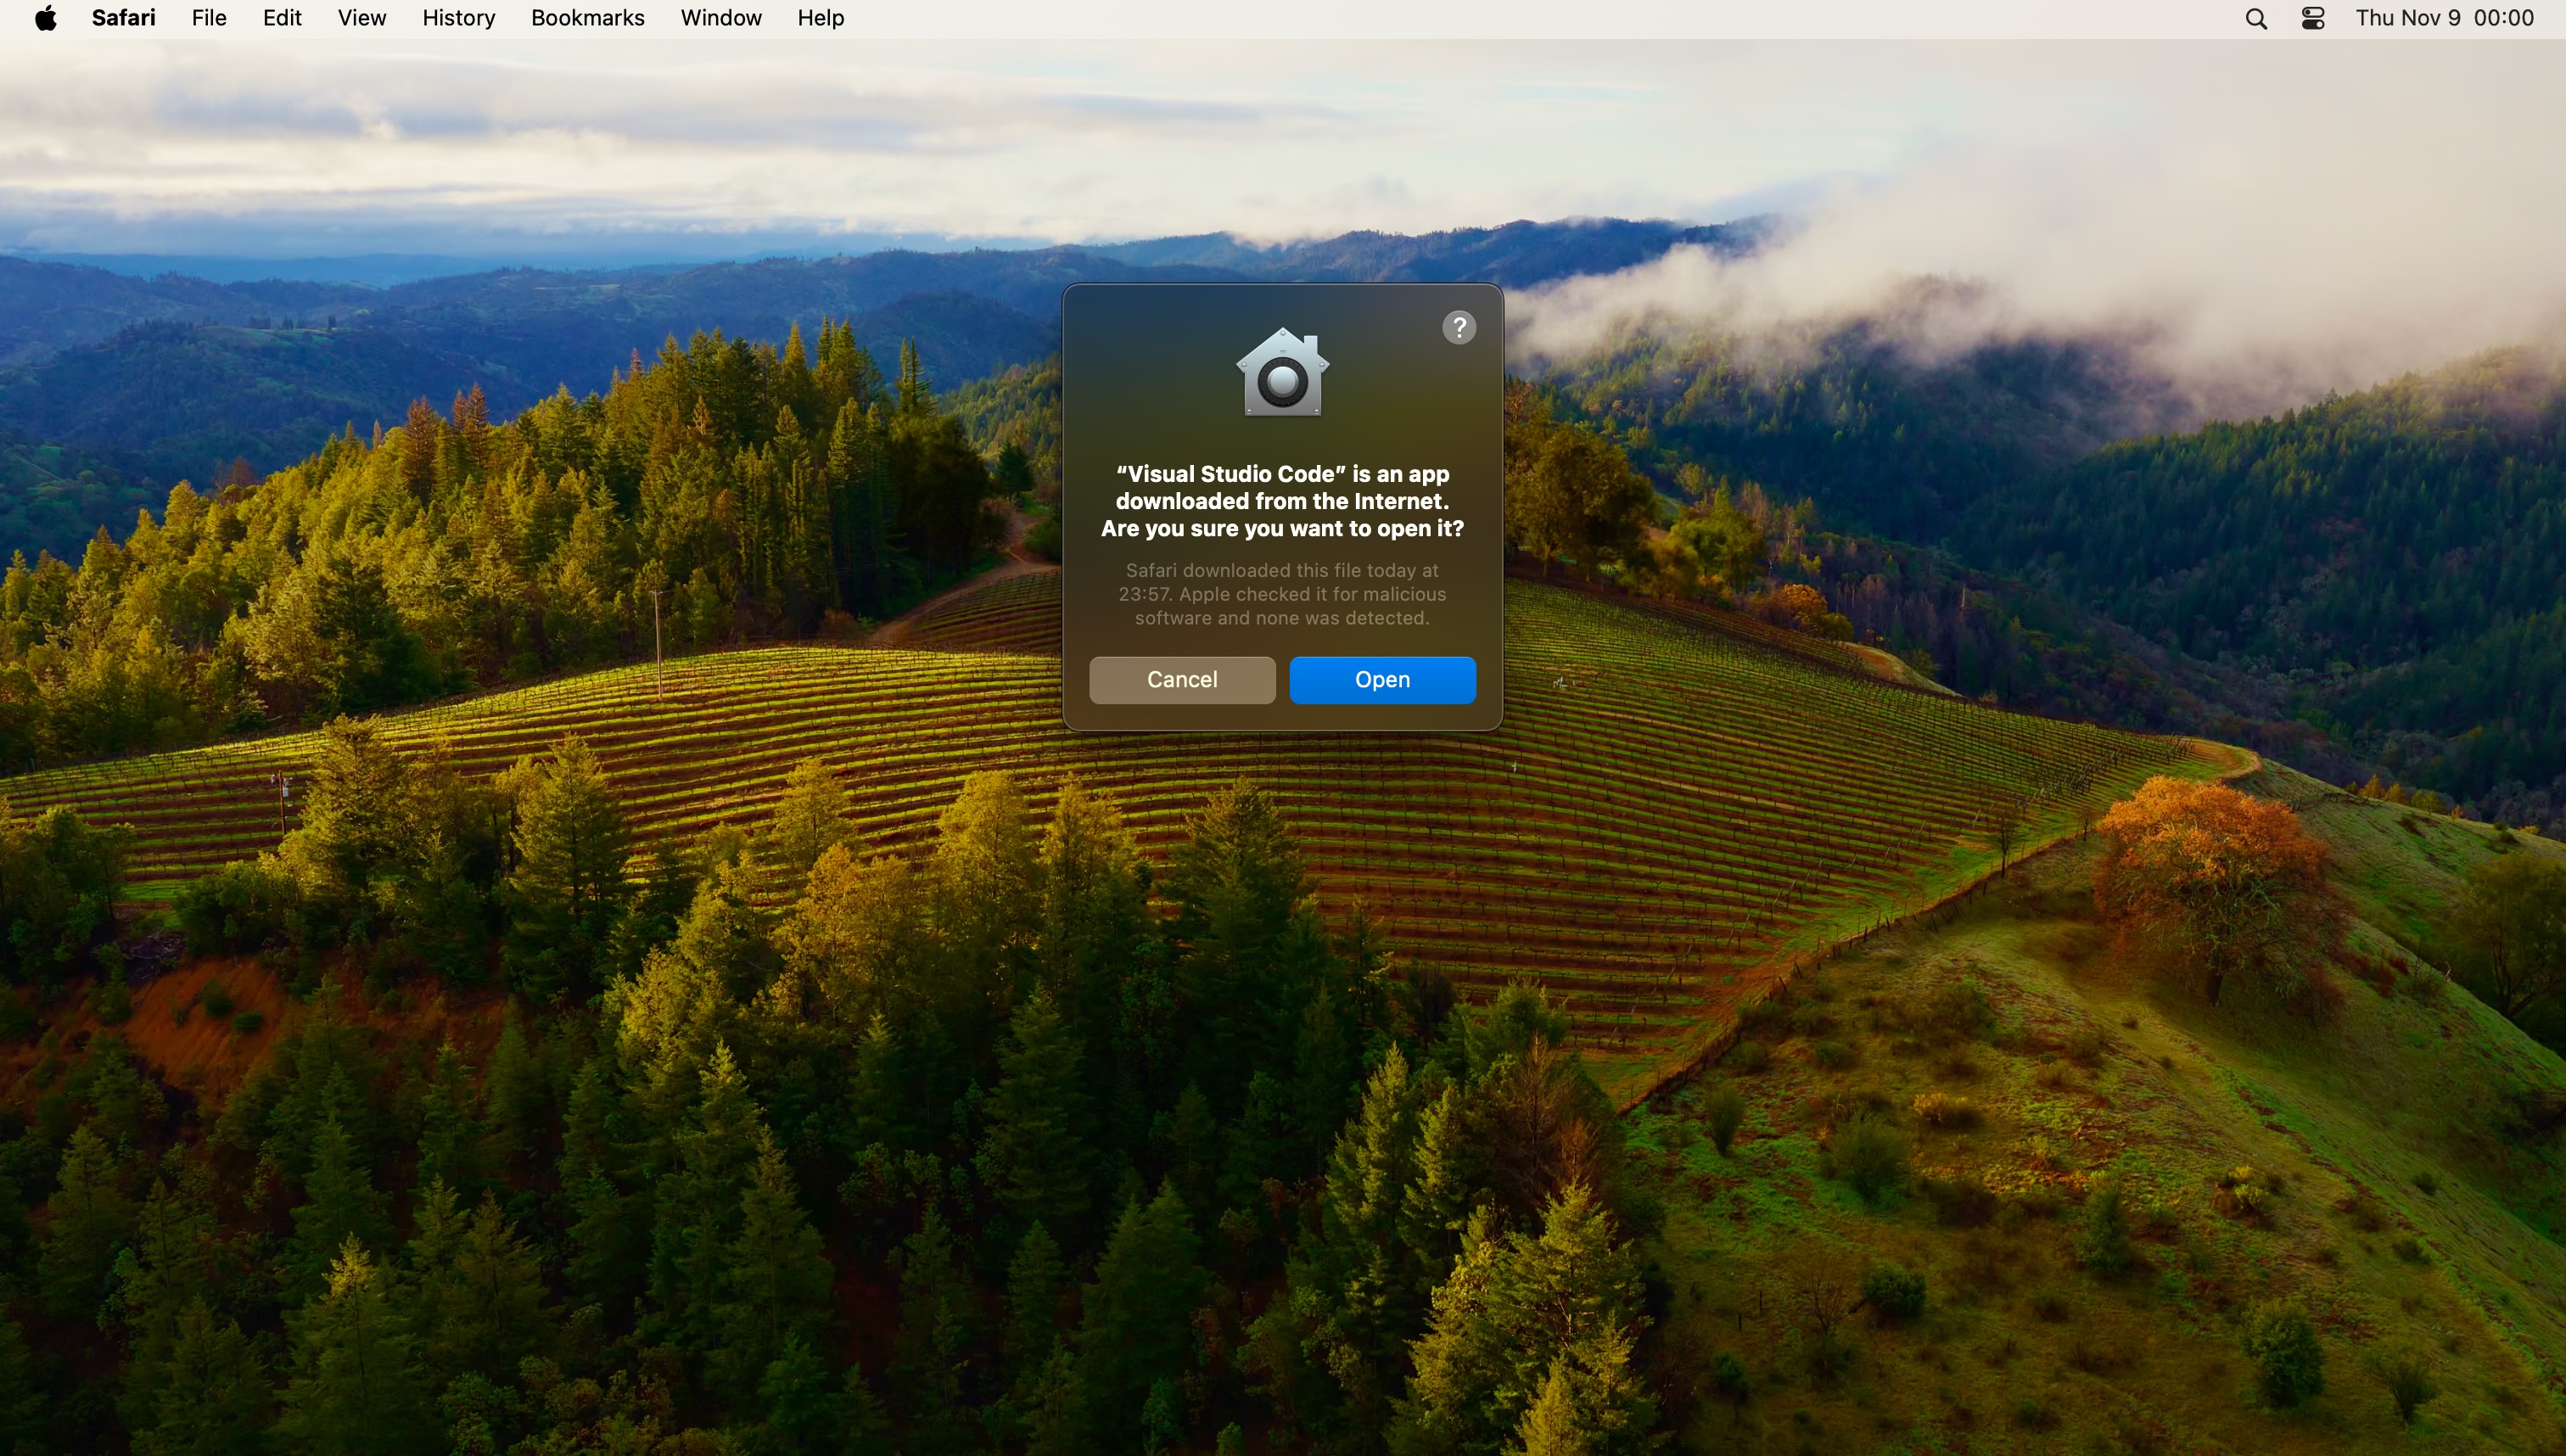 Safari File Edit View History Bookmarks Window Help Thu Nov 9 00:00
?
“Visual Studio Code” is an app
downloaded from the Internet.
Are you sure you want to open it?
Safari downloaded this file today at
23:57. Apple checked it for malicious
software and none was detected.
Cancel Open